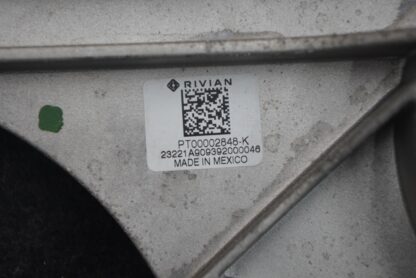 RIVIAN
PT00002848-K
23221A909392000046
MADE IN MEXICO